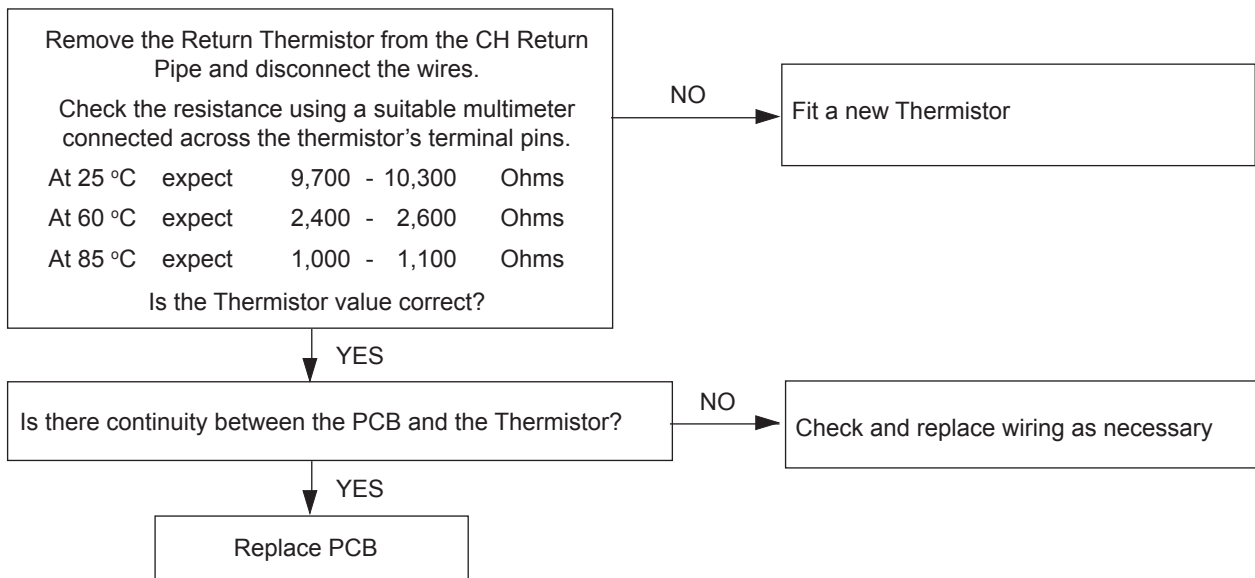 Remove the Return Thermistor from the CH Return
Pipe and disconnect the wires.
Check the resistance using a suitable multimeter
connected across the thermistor's terminal pins.
At 25 °C expect 9,700 - 10,300 Ohms
At 60 °C expect 2,400 - 2,600 Ohms
At 85 °C expect 1,000 - 1,100 Ohms
Is the Thermistor value correct?
NO
Fit a new Thermistor
YES
Is there continuity between the PCB and the Thermistor?
NO
Check and replace wiring as necessary
YES
Replace PCB